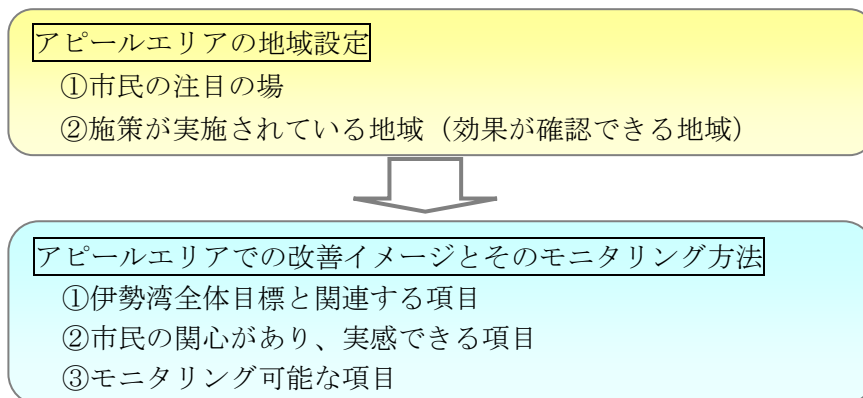 アピールエリアの地域設定
①市民の注目の場
②施策が実施されている地域（効果が確認できる地域）
アピールエリアでの改善イメージとそのモニタリング方法
①伊勢湾全体目標と関連する項目
②市民の関心があり、実感できる項目
③モニタリング可能な項目